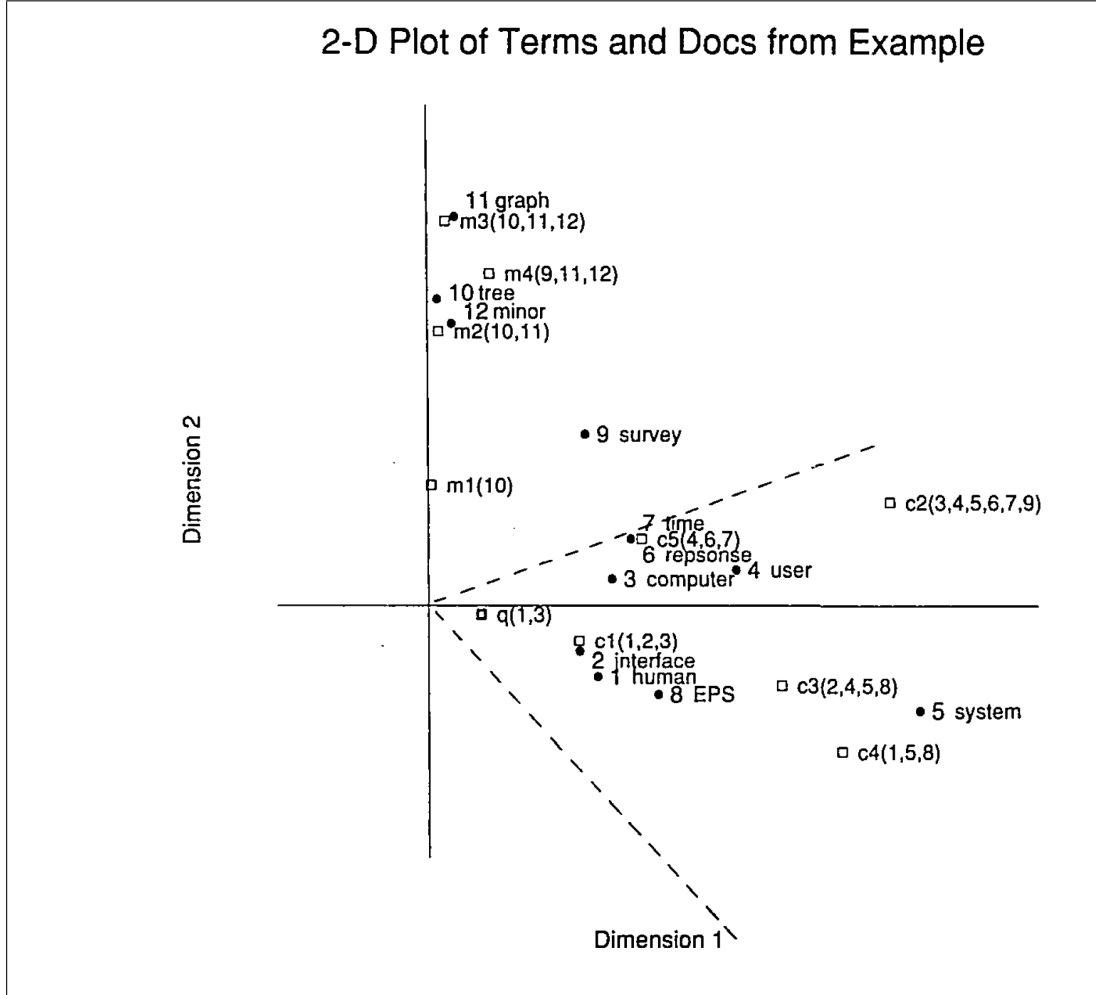 2-D Plot of Terms and Docs from Example
11 graph
m3(10,11,12)
m4(9,11,12)
10 tree
12 minor
m2(10,11)
9 survey
Dimension 2
m1(10)
c2(3,4,5,6,7,9)
7 time
c5(4,6,7)
6 repsonse
3 computer
4 user
q(1,3)
c1(1,2,3)
2 interface
1 human
8 EPS
c3(2,4,5,8)
5 system
c4(1,5,8)
Dimension 1